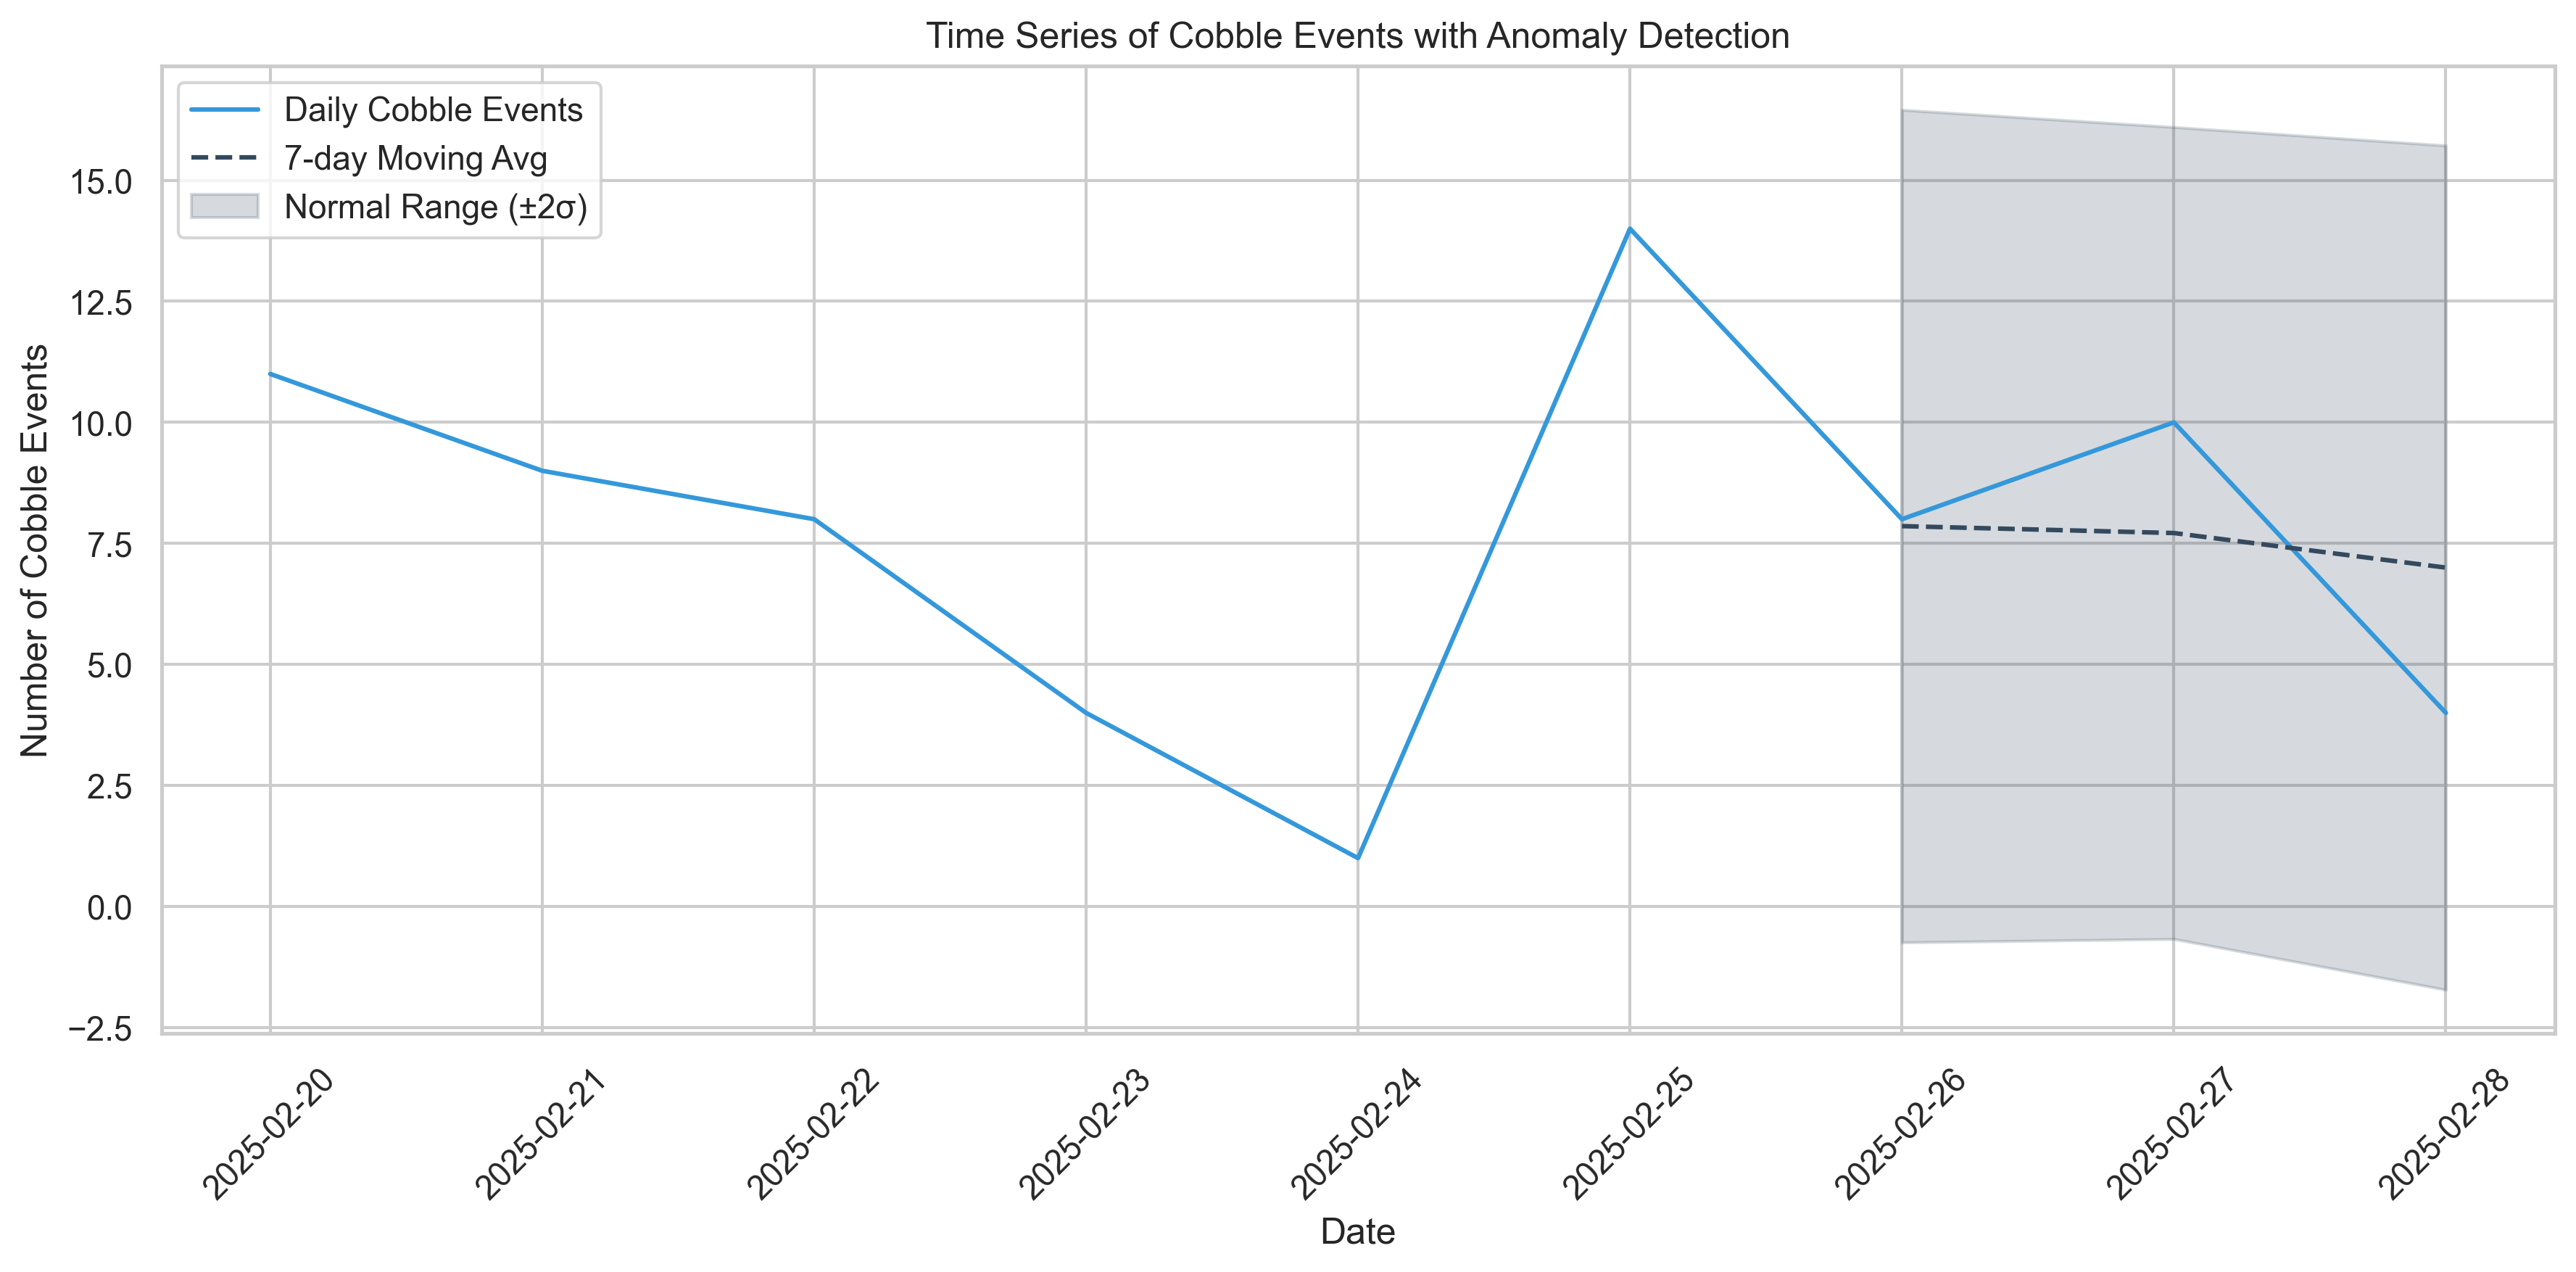 Time Series of Cobble Events with Anomaly Detection
Daily Cobble Events
7-day Moving Avg
Normal Range (±2σ)
Number of Cobble Events
15.0
12.5
10.0
7.5
5.0
2.5
0.0
−2.5
2025-02-20
2025-02-21
2025-02-22
2025-02-23
2025-02-24
2025-02-25
2025-02-26
2025-02-27
2025-02-28
Date